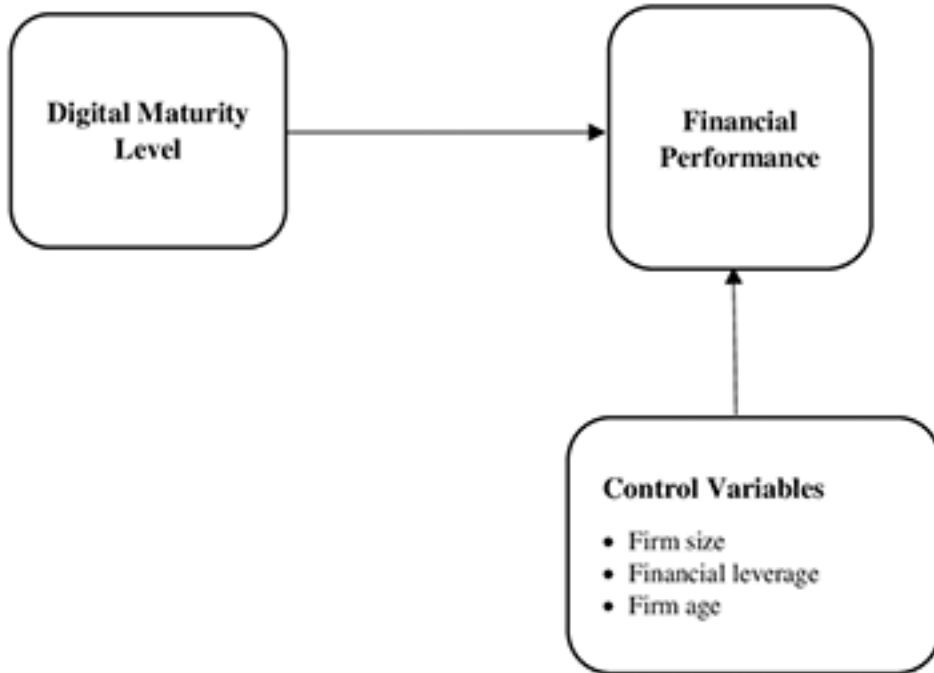 Digital Maturity
Level
Financial
Performance
Control Variables
• Firm size
• Financial leverage
• Firm age